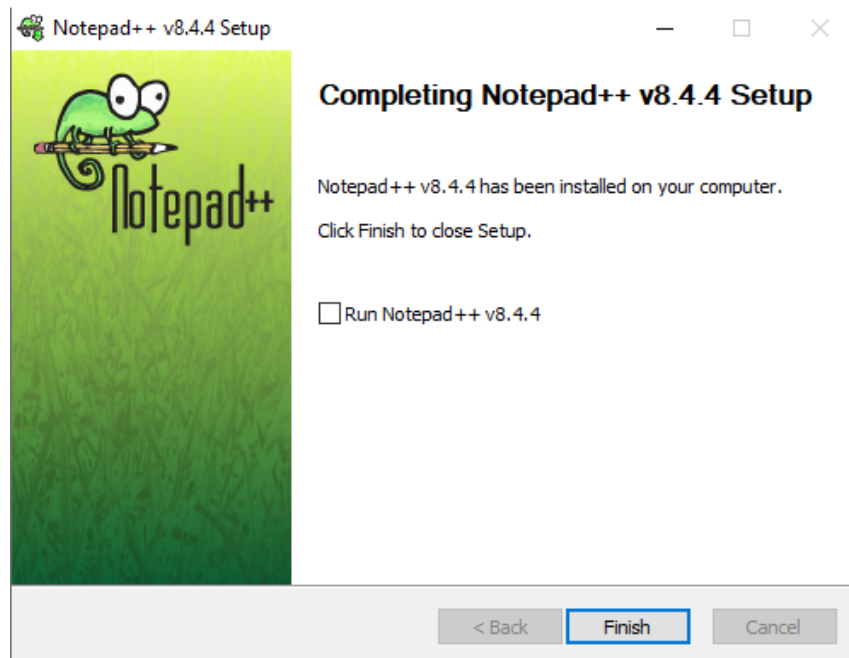 Notepad++ v8.4.4 Setup
Notepad++
Completing Notepad++ v8.4.4 Setup
Notepad++ v8.4.4 has been installed on your computer.
Click Finish to close Setup.
Run Notepad++ v8.4.4
< Back Finish Cancel